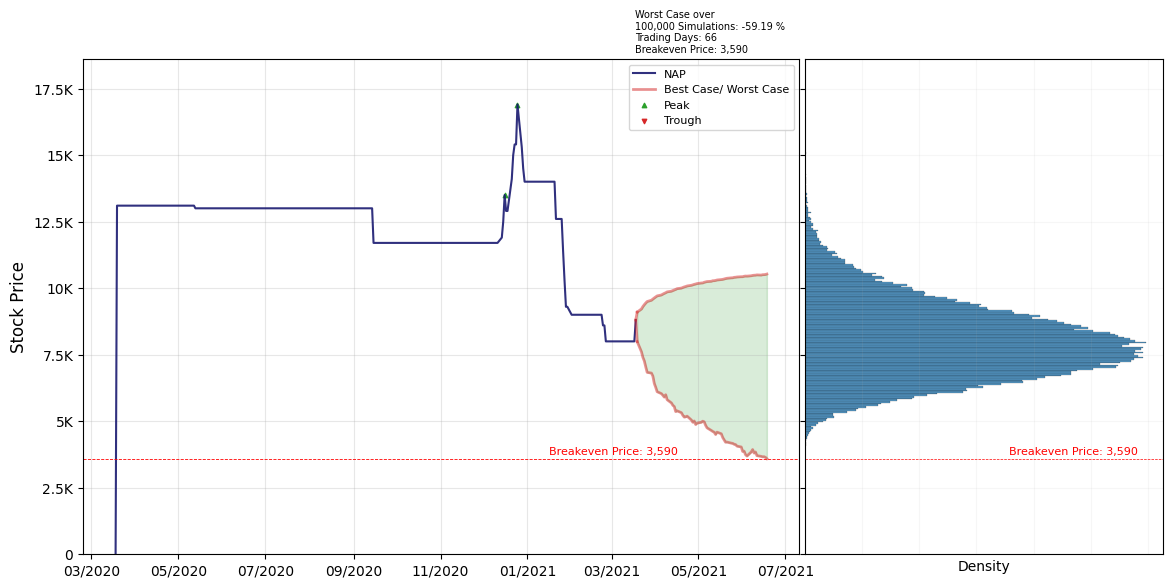 Worst Case over
100,000 Simulations: -59.19 %
Trading Days: 66
Breakeven Price: 3,590
NAP
Best Case/ Worst Case
Peak
Trough
Stock Price
17.5K
15K
12.5K
10K
7.5K
5K
2.5K
0
Breakeven Price: 3,590
Breakeven Price: 3,590
03/2020
05/2020
07/2020
09/2020
11/2020
01/2021
03/2021
05/2021
07/2021
Density